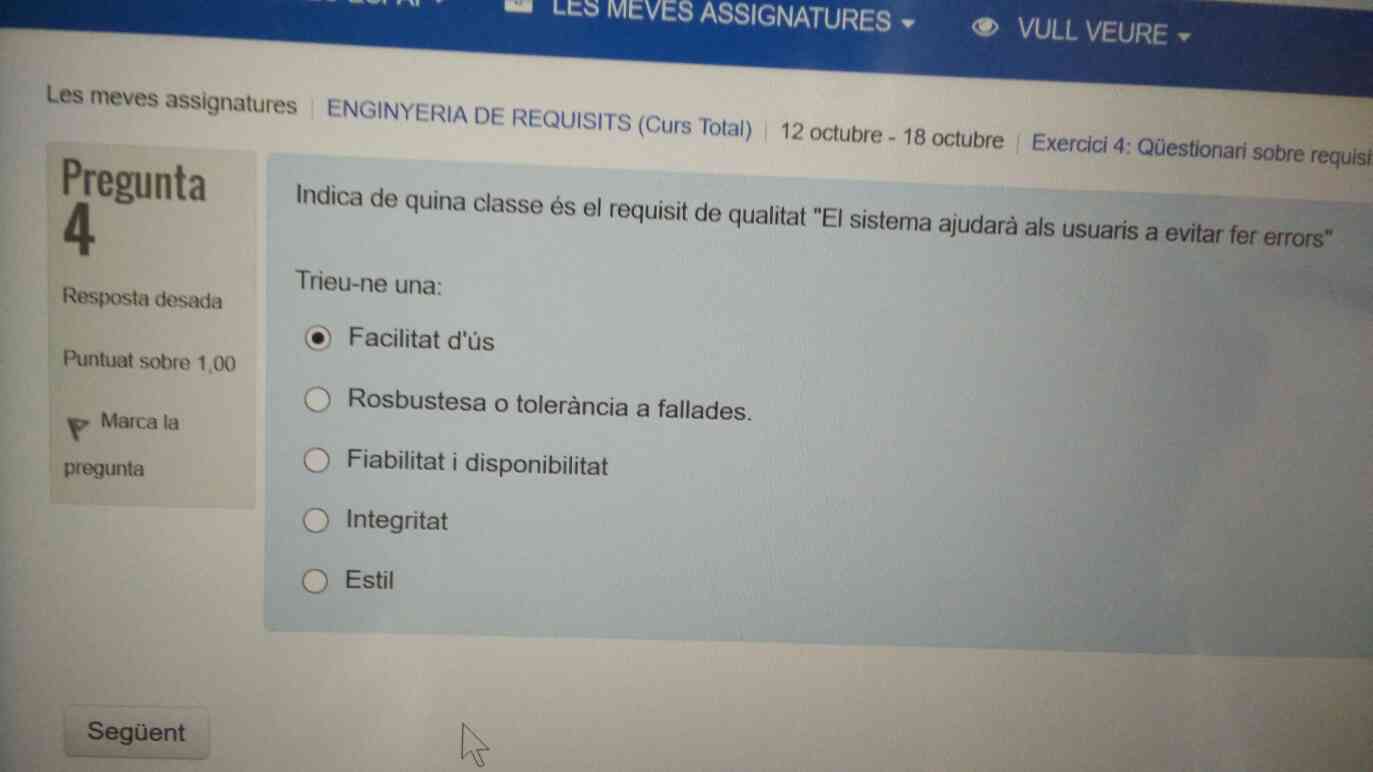 LES MEVES ASSIGNATURES
VULL VEURE
Les meves assignatures
ENGINYERIA DE REQUISITS (Curs Total)
12 octubre - 18 octubre
Exercici 4: Qüestionari sobre
Pregunta
4
Resposta desada
Puntuat sobre 1,00
Marca la
pregunta
Indica de quina classe és el requisit de qualitat "El sistema ajudarà als usuaris a evitar fer errors"
Trieu-ne una:
Facilitat d'ús
Rosbustesa o tolerància a fallades.
Fiabilitat i disponibilitat
Integritat
Estil
Següent